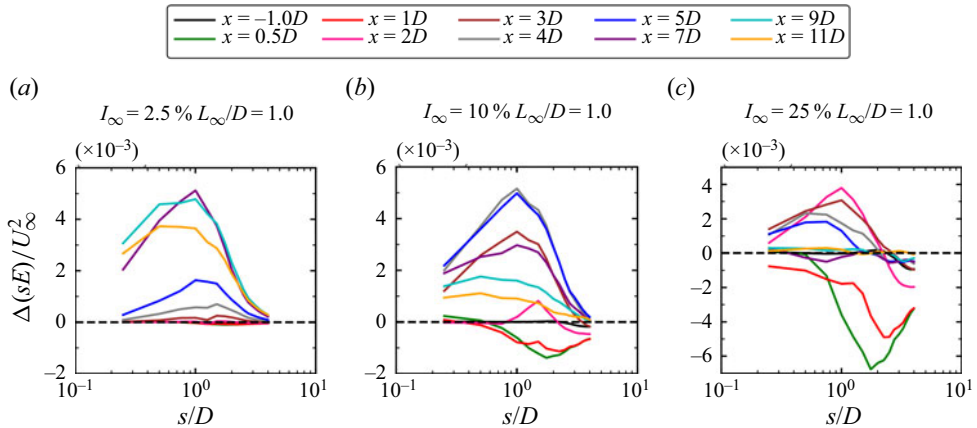 x = –1.0D x = 1D x = 3D x = 5D x = 9D
x = 0.5D x = 2D x = 4D x = 7D x = 11D
(a) (b) (c)
I∞ = 2.5 % L∞/D = 1.0 I∞ = 10 % L∞/D = 1.0 I∞ = 25 % L∞/D = 1.0
(×10⁻³) (×10⁻³) (×10⁻³)
Δ(sE)/U²∞
6 4 2 0 −2
6 4 2 0 −2
4 2 0 −2 −4 −6
10⁻¹ 10⁰ 10¹ 10⁻¹ 10⁰ 10¹ 10⁻¹ 10⁰ 10¹
s/D s/D s/D